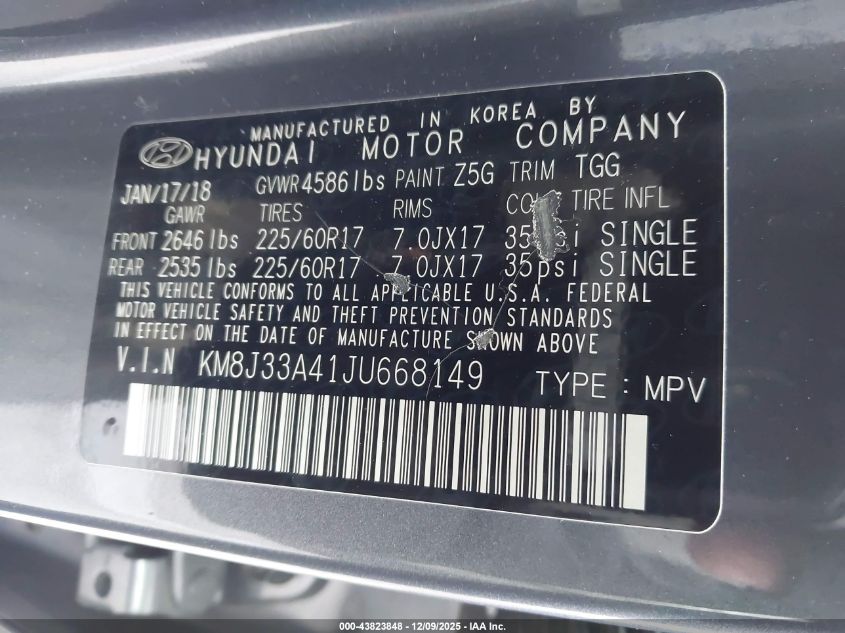 MANUFACTURED IN KOREA BY
HYUNDAI MOTOR COMPANY
JAN/17/18 GVWR 4586 lbs PAINT Z5G TRIM TGG
GAWR TIRES RIMS TIRE INFL
FRONT 2646 lbs 225/60R17 7.0JX17 SINGLE
REAR 2535 lbs 225/60R17 7.0JX17 35psi SINGLE
THIS VEHICLE CONFORMS TO ALL APPLICABLE U.S.A. FEDERAL
MOTOR VEHICLE SAFETY AND THEFT PREVENTION STANDARDS
IN EFFECT ON THE DATE OF MANUFACTURE SHOWN ABOVE
V.I.N KM8J33A41JU668149 TYPE : MPV
000-43823848 - 12/09/2025 - IAA Inc.